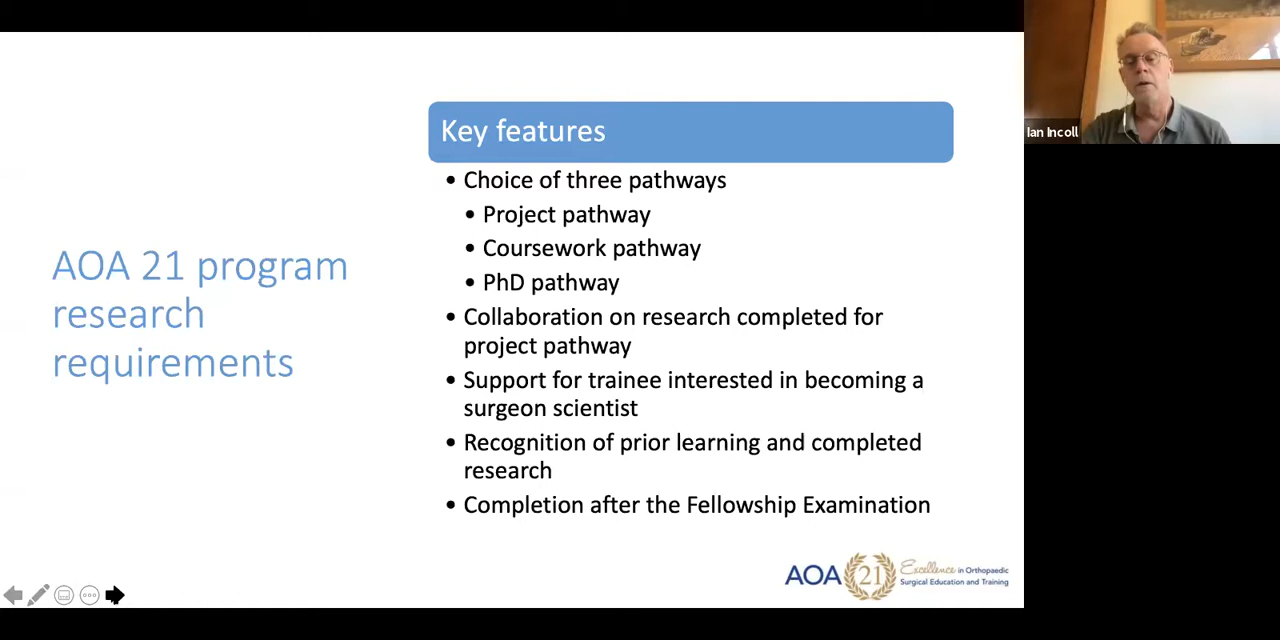 AOA 21 program
research
requirements
Key features
• Choice of three pathways
• Project pathway
• Coursework pathway
• PhD pathway
• Collaboration on research completed for
project pathway
• Support for trainee interested in becoming a
surgeon scientist
• Recognition of prior learning and completed
research
• Completion after the Fellowship Examination
AOA 21 Excellence in Orthopaedic
Surgical Education and Training
Ian Incoll